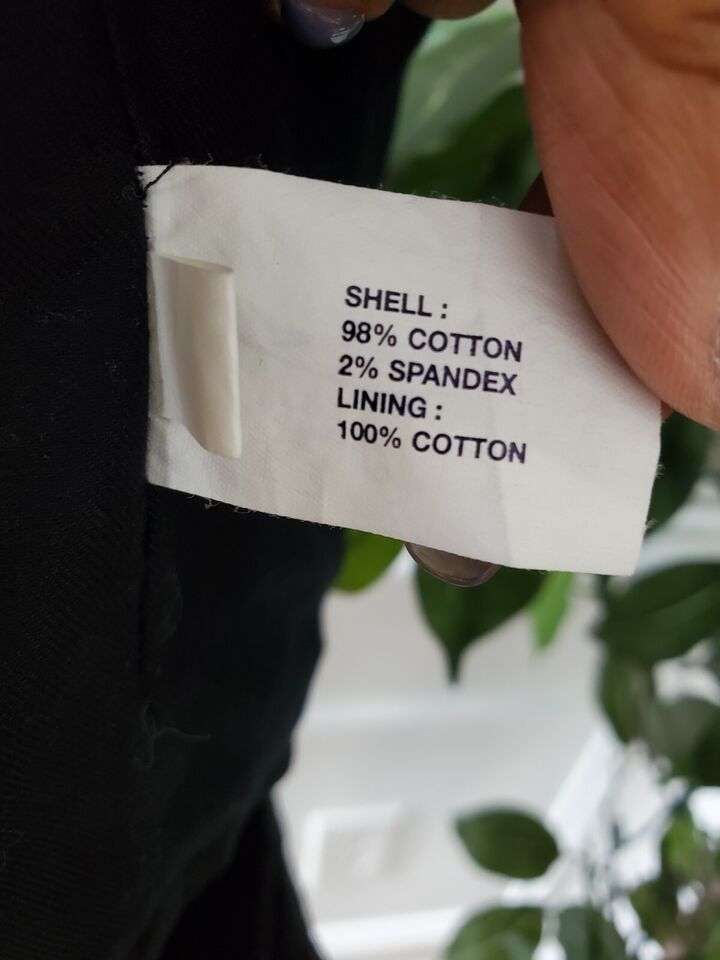 SHELL :
98% COTTON
2% SPANDEX
LINING :
100% COTTON